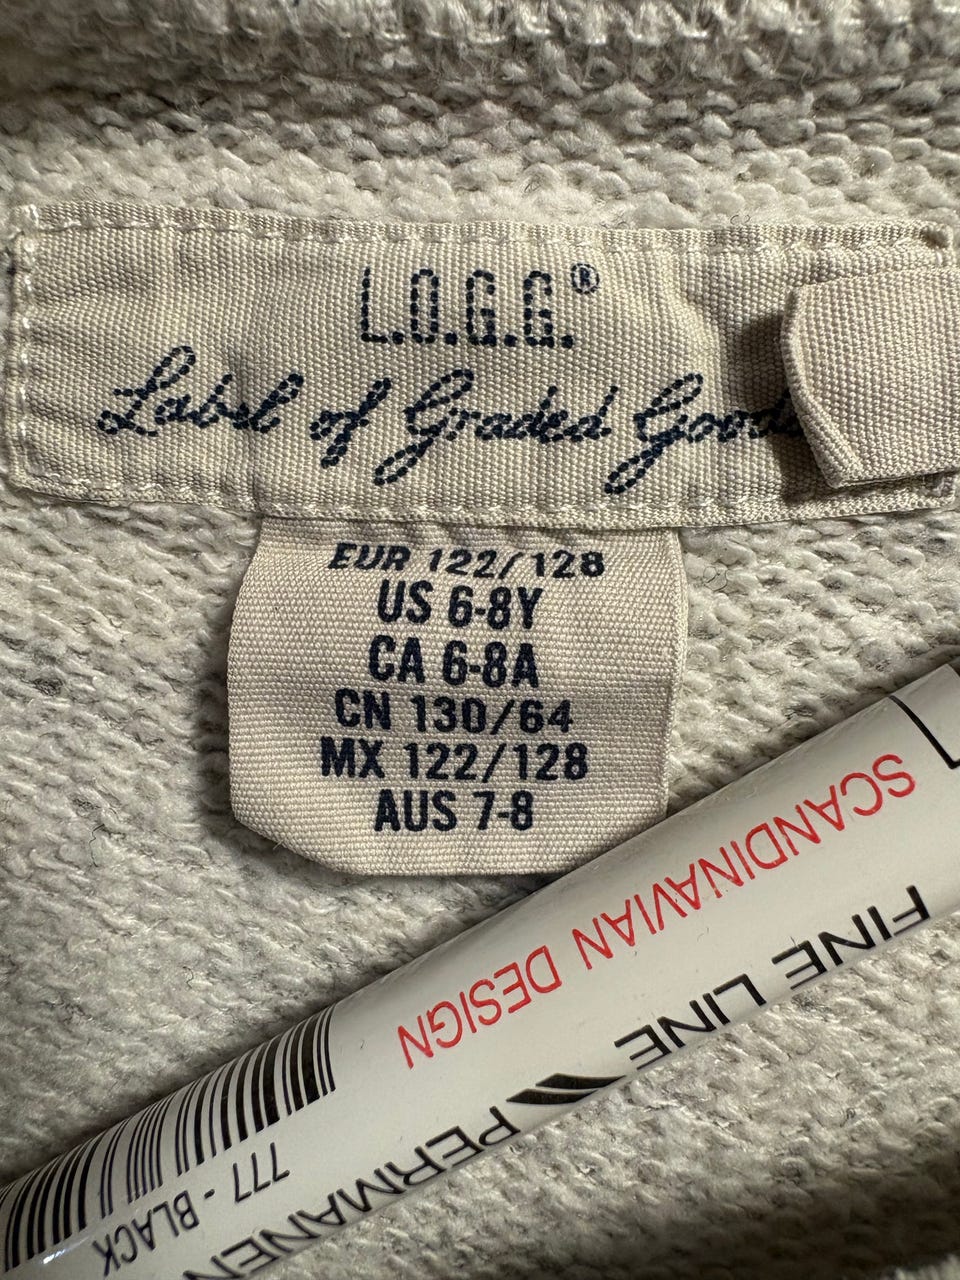 L.O.G.G.®
Label of Graded
EUR 122/128
US 6-8Y
CA 6-8A
CN 130/64
MX 122/128
AUS 7-8
SCANDINAVIAN DESIGN
FINE LINE PERMANEN
777 - BLACK